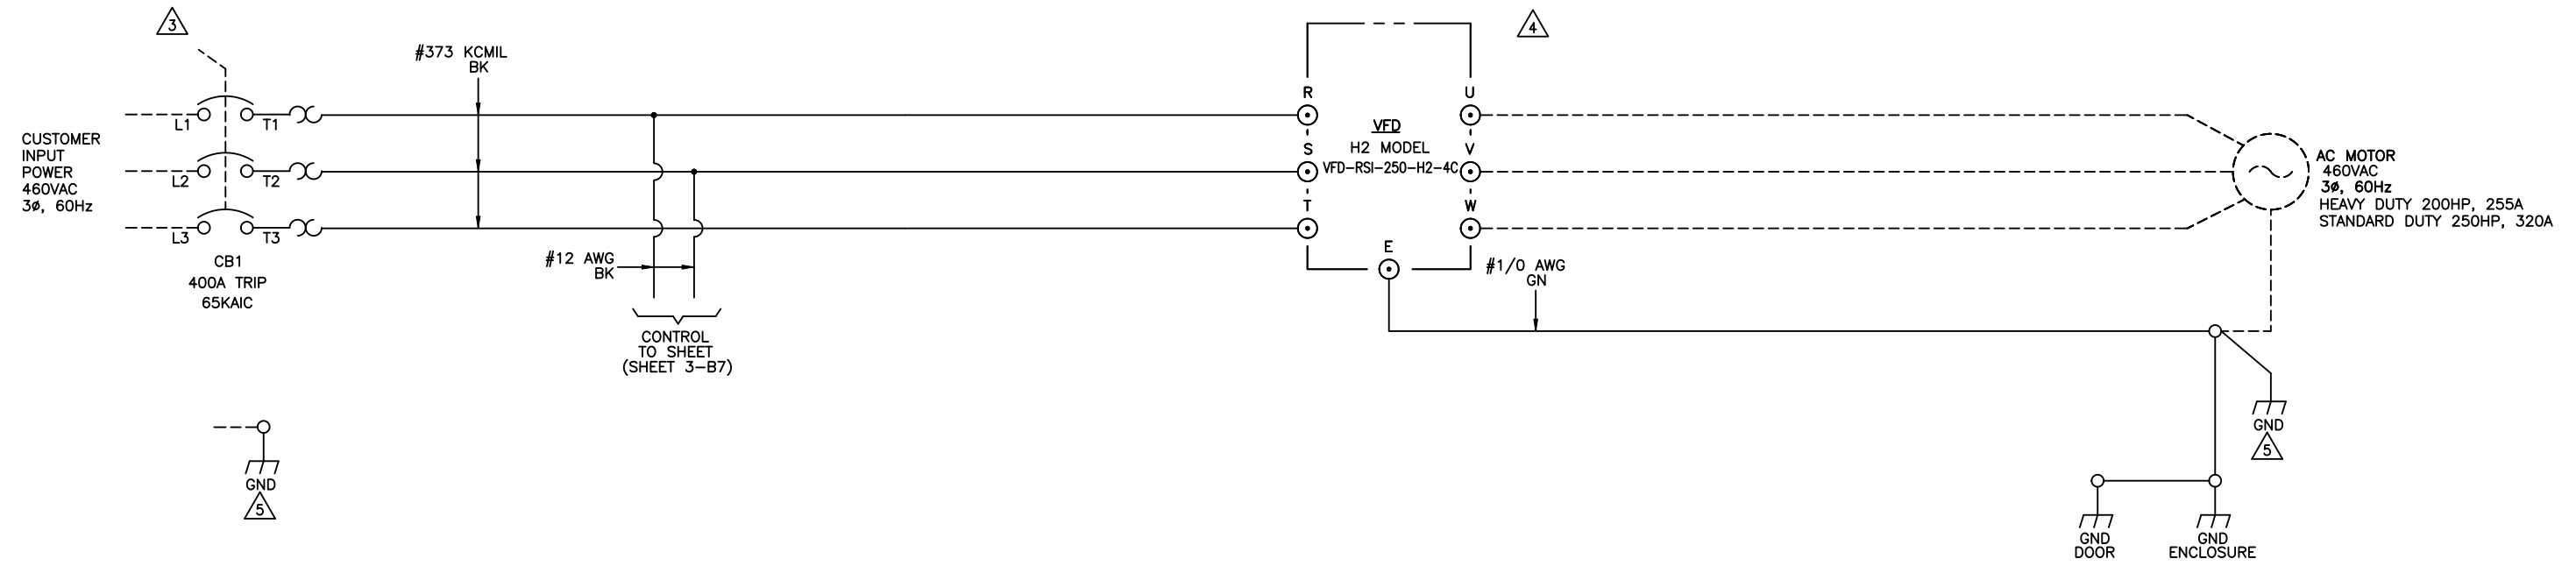 3
#373 KCMIL
BK
4
CUSTOMER
INPUT
POWER
460VAC
3ø, 60Hz
L1
T1
L2
T2
L3
T3
CB1
400A TRIP
65KAIC
#12 AWG
BK
CONTROL
TO SHEET
(SHEET 3-B7)
R
U
VFD
H2 MODEL
S
V
VFD-RSI-250-H2-4C
T
W
E
#1/0 AWG
GN
AC MOTOR
460VAC
3ø, 60Hz
HEAVY DUTY 200HP, 255A
STANDARD DUTY 250HP, 320A
GND
5
GND
5
GND
DOOR
GND
ENCLOSURE